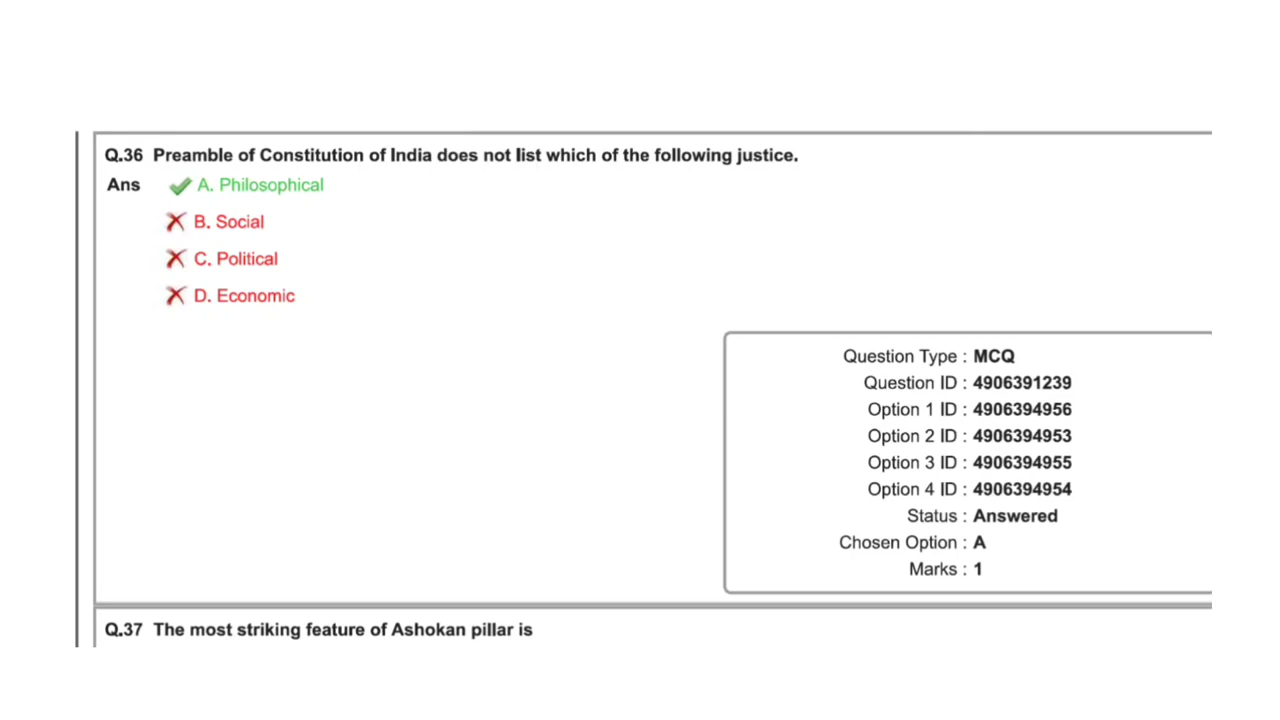 Q.36 Preamble of Constitution of India does not list which of the following justice.
Ans A. Philosophical
B. Social
C. Political
D. Economic
Question Type : MCQ
Question ID : 4906391239
Option 1 ID : 4906394956
Option 2 ID : 4906394953
Option 3 ID : 4906394955
Option 4 ID : 4906394954
Status : Answered
Chosen Option : A
Marks : 1
Q.37 The most striking feature of Ashokan pillar is